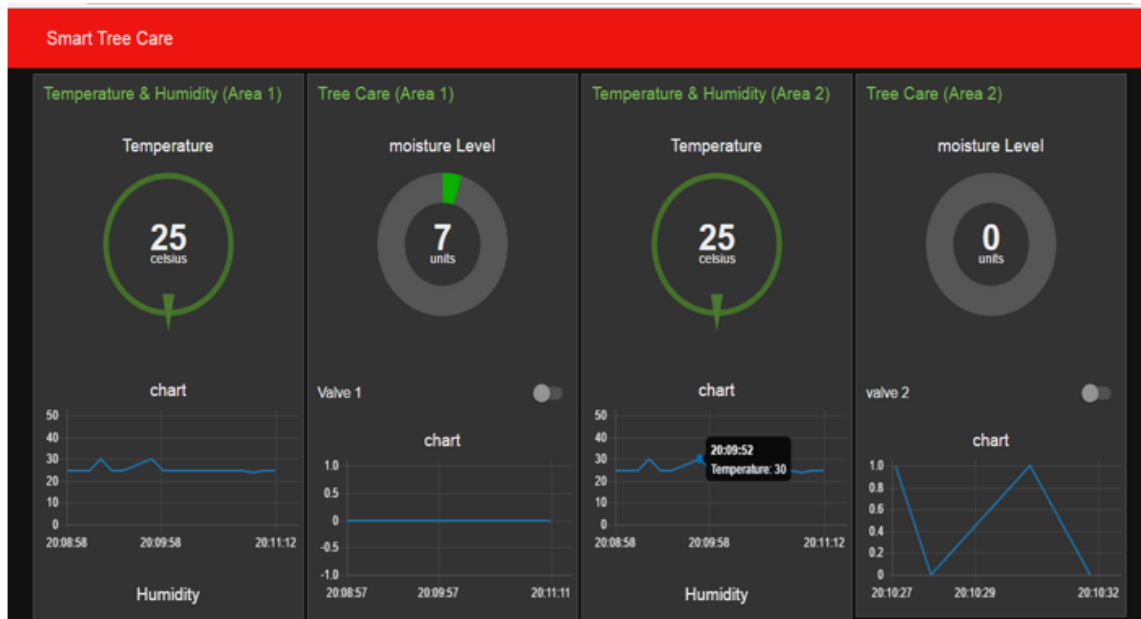 Smart Tree Care
Temperature & Humidity (Area 1)
Temperature
25
celsius
chart
50
40
30
20
10
0
20:08:58 20:09:58 20:11:12
Humidity
Tree Care (Area 1)
moisture Level
7
units
Valve 1
chart
1.0
0.5
0
-0.5
-1.0
20:08:57 20:09:57 20:11:11
Temperature & Humidity (Area 2)
Temperature
25
celsius
chart
50
40
30
20
10
0
20:09:52
Temperature: 30
20:08:58 20:09:58 20:11:12
Humidity
Tree Care (Area 2)
moisture Level
0
units
valve 2
chart
1.0
0.8
0.6
0.4
0.2
0
20:10:27 20:10:29 20:10:32